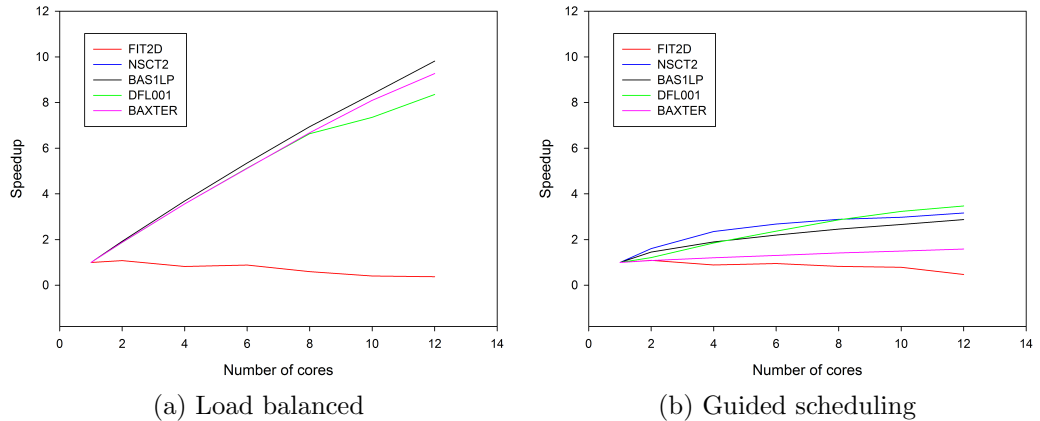 12
10
8
6
4
2
0
Speedup
FIT2D
NSCT2
BAS1LP
DFL001
BAXTER
0 2 4 6 8 10 12 14
Number of cores
(a) Load balanced
12
10
8
6
4
2
0
Speedup
FIT2D
NSCT2
BAS1LP
DFL001
BAXTER
0 2 4 6 8 10 12 14
Number of cores
(b) Guided scheduling